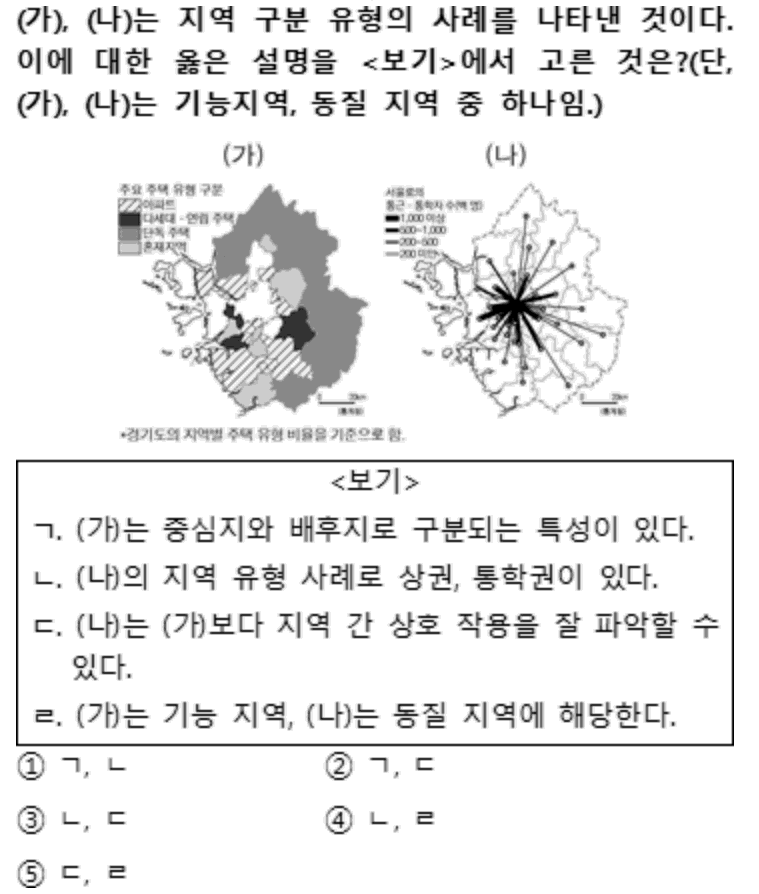 (가), (나)는 지역 구분 유형의 사례를 나타낸 것이다.
이에 대한 옳은 설명을 <보기>에서 고른 것은?(단,
(가), (나)는 기능지역, 동질 지역 중 하나임.)
(가)
(나)
주요 주택 유형 구분
아파트
다세대·연립 주택
단독 주택
혼재지역
0 20km
(통계청)
서울로의
통근·통학자 수(백 명)
1,000 이상
500~1,000
200~500
200 미만
0 20km
(통계청)
*경기도의 지역별 주택 유형 비율을 기준으로 함.
<보기>
ㄱ. (가)는 중심지와 배후지로 구분되는 특성이 있다.
ㄴ. (나)의 지역 유형 사례로 상권, 통학권이 있다.
ㄷ. (나)는 (가)보다 지역 간 상호 작용을 잘 파악할 수
있다.
ㄹ. (가)는 기능 지역, (나)는 동질 지역에 해당한다.
① ㄱ, ㄴ
② ㄱ, ㄷ
③ ㄴ, ㄷ
④ ㄴ, ㄹ
⑤ ㄷ, ㄹ